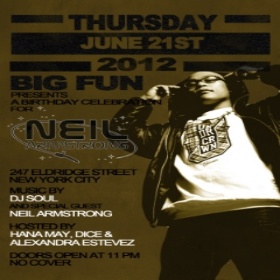 THURSDAY
JUNE 21ST
2012
BIG FUN
PRESENTS
A BIRTHDAY CELEBRATION
FOR
NEIL
ARMSTRONG
247 ELDRIDGE STREET
NEW YORK CITY
MUSIC BY
DJ SOUL
AND SPECIAL GUEST
NEIL ARMSTRONG
HOSTED BY
HANA MAY, DICE &
ALEXANDRA ESTEVEZ
DOORS OPEN AT 11 PM
NO COVER